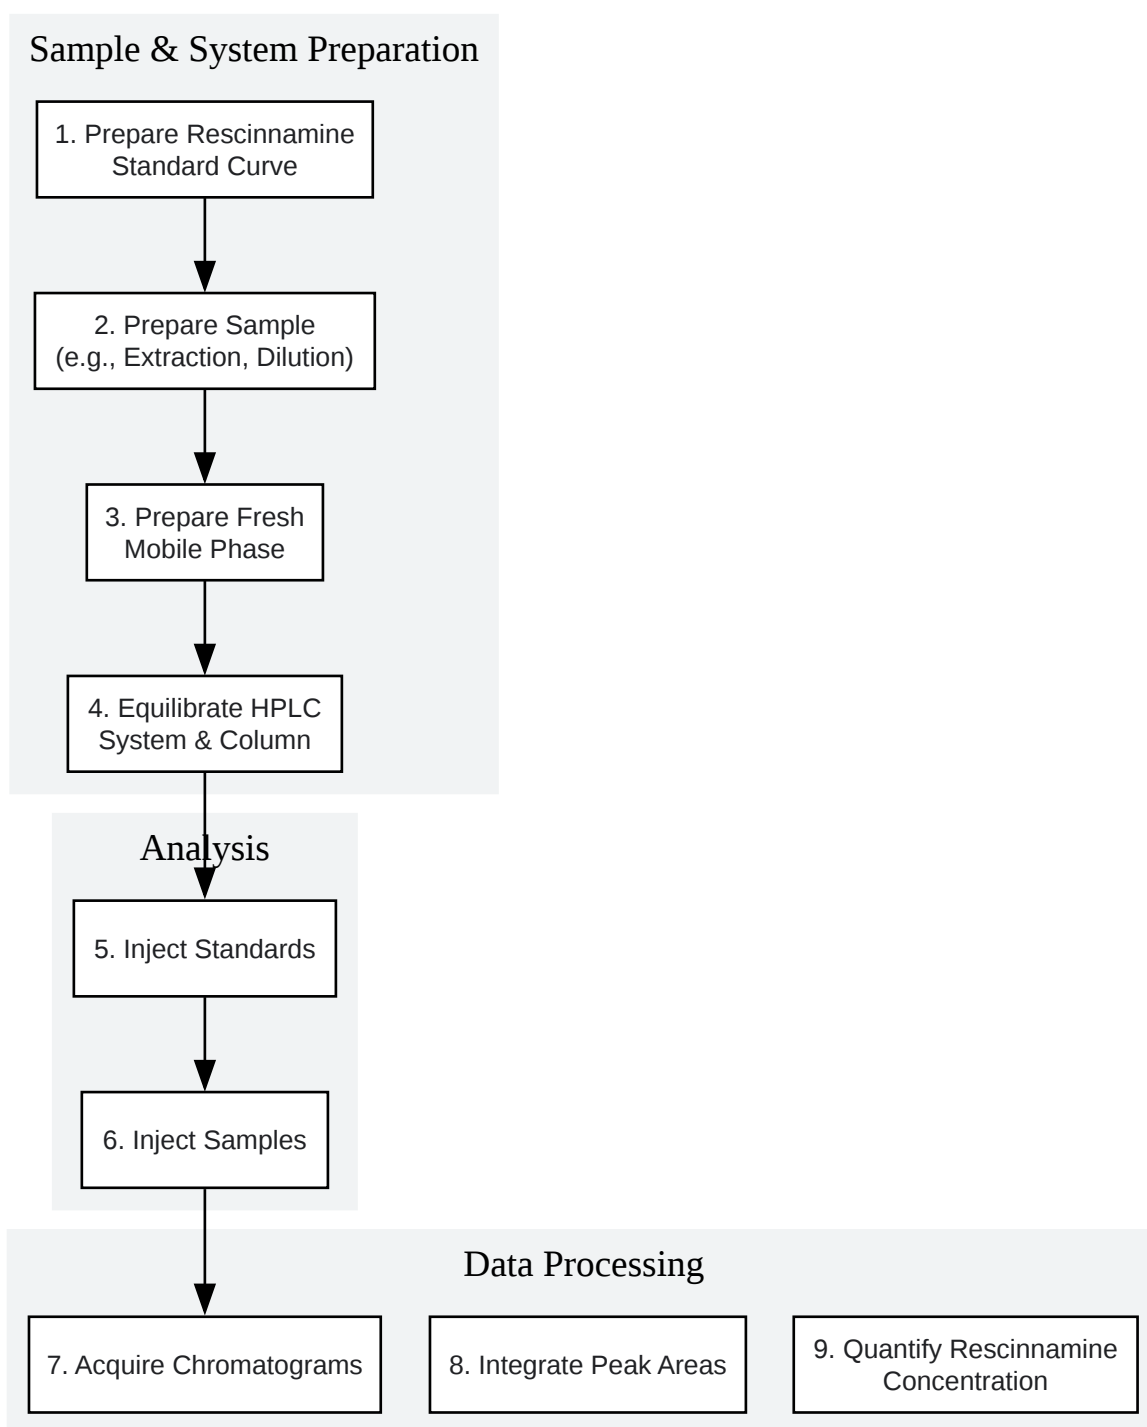 Sample & System Preparation
1. Prepare Rescinnamine
Standard Curve
2. Prepare Sample
(e.g., Extraction, Dilution)
3. Prepare Fresh
Mobile Phase
4. Equilibrate HPLC
System & Column
Analysis
5. Inject Standards
6. Inject Samples
Data Processing
7. Acquire Chromatograms
8. Integrate Peak Areas
9. Quantify Rescinnamine
Concentration